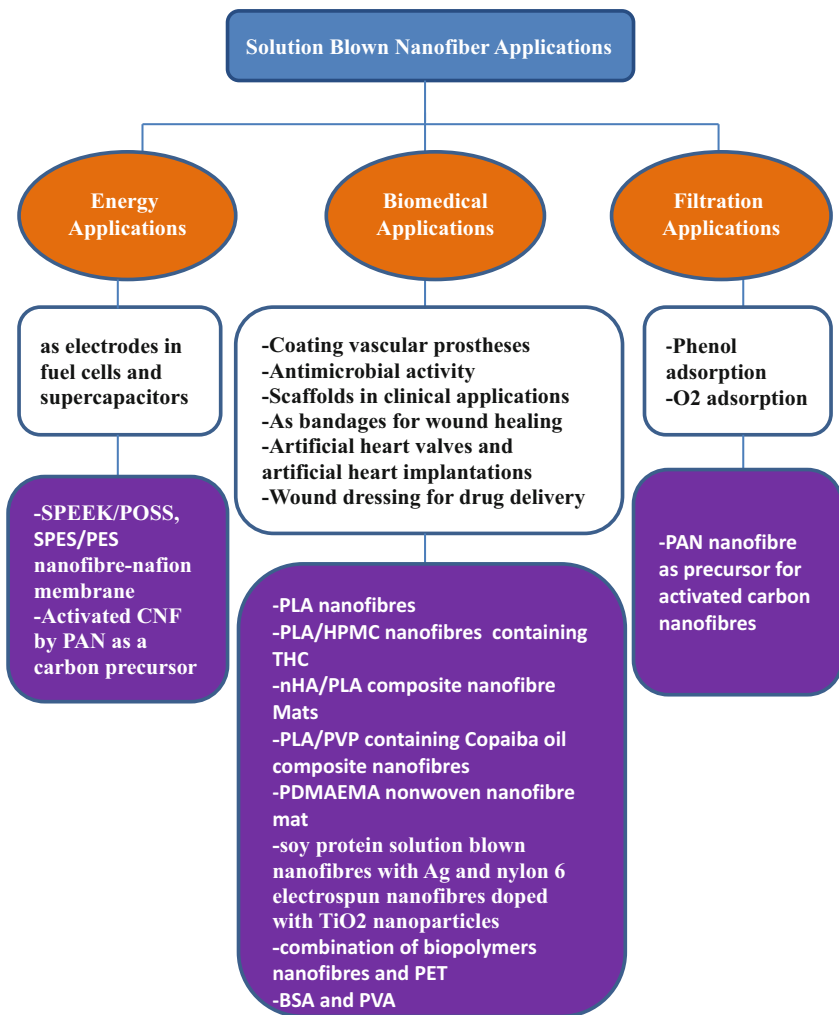 Solution Blown Nanofiber Applications
Energy
Applications
Biomedical
Applications
Filtration
Applications
as electrodes in
fuel cells and
supercapacitors
-Coating vascular prostheses
-Antimicrobial activity
-Scaffolds in clinical applications
-As bandages for wound healing
-Artificial heart valves and
artificial heart implantations
-Wound dressing for drug delivery
-Phenol
adsorption
-O2 adsorption
-SPEEK/POSS,
SPES/PES
nanofibre-nafion
membrane
-Activated CNF
by PAN as a
carbon precursor
-PLA nanofibres
-PLA/HPMC nanofibres containing
THC
-nHA/PLA composite nanofibre
Mats
-PLA/PVP containing Copaiba oil
composite nanofibres
-PDMAEMA nonwoven nanofibre
mat
-soy protein solution blown
nanofibres with Ag and nylon 6
electrospun nanofibres doped
with TiO2 nanoparticles
-combination of biopolymers
nanofibres and PET
-BSA and PVA
-PAN nanofibre
as precursor for
activated carbon
nanofibres